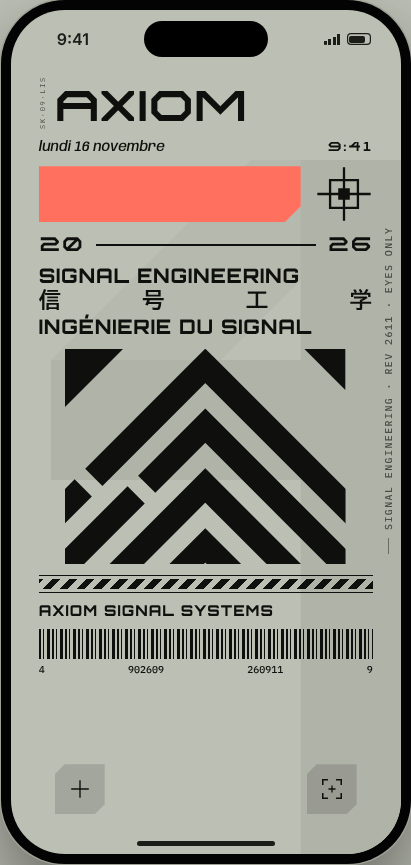 9:41
SK-09-LIS
AXIOM
lundi 16 novembre
9:41
20
26
SIGNAL ENGINEERING
信号工学
INGÉNIERIE DU SIGNAL
SIGNAL ENGINEERING · REV 2611 · EYES ONLY
AXIOM SIGNAL SYSTEMS
4 902609 260911 9